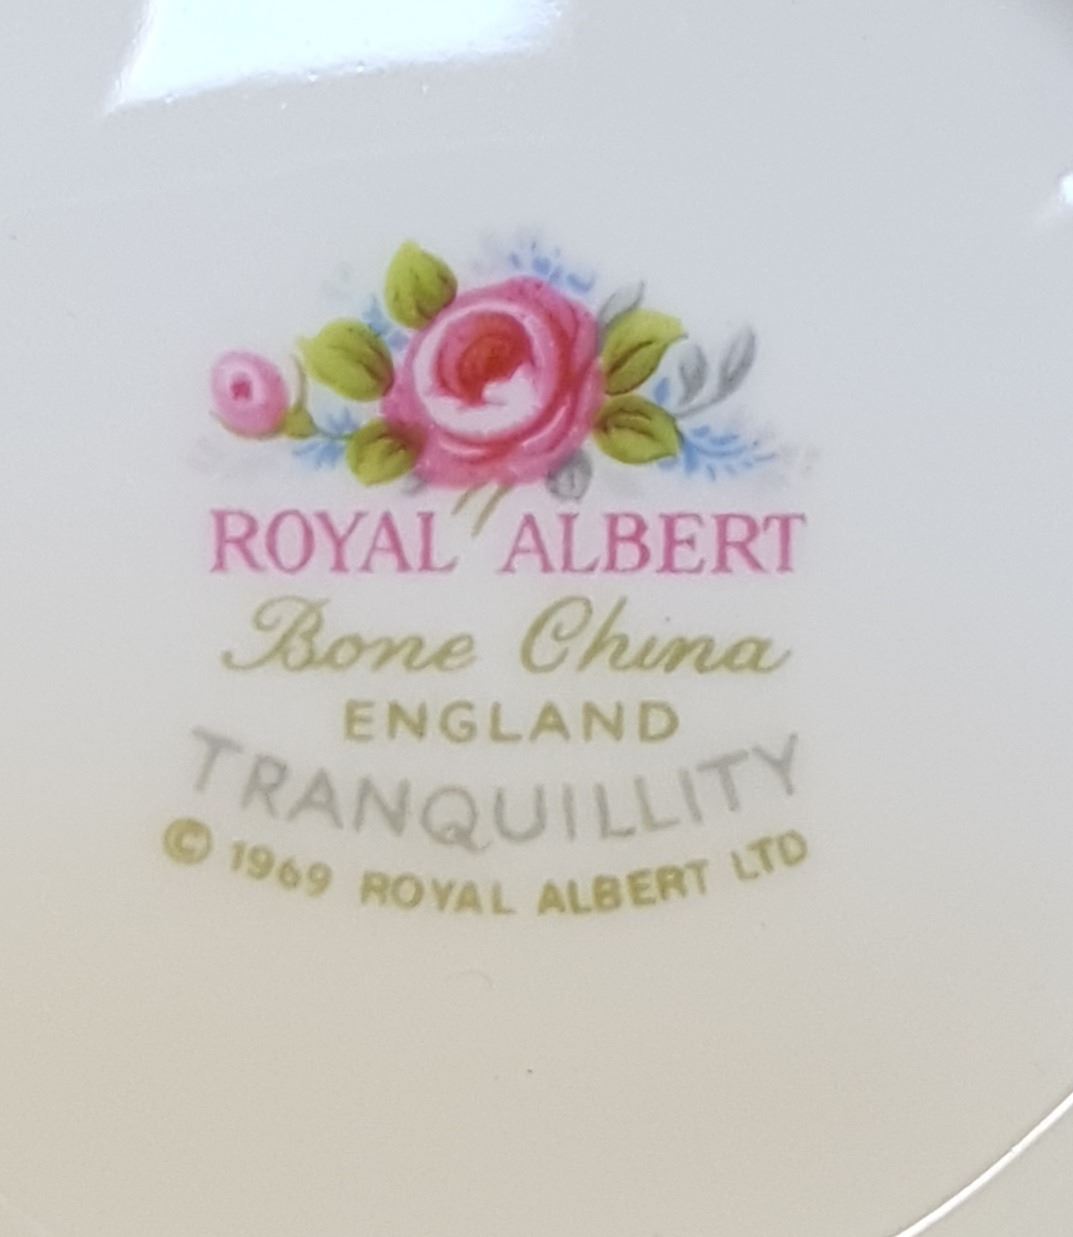 ROYAL ALBERT
Bone China
ENGLAND
TRANQUILLITY
© 1969 ROYAL ALBERT LTD